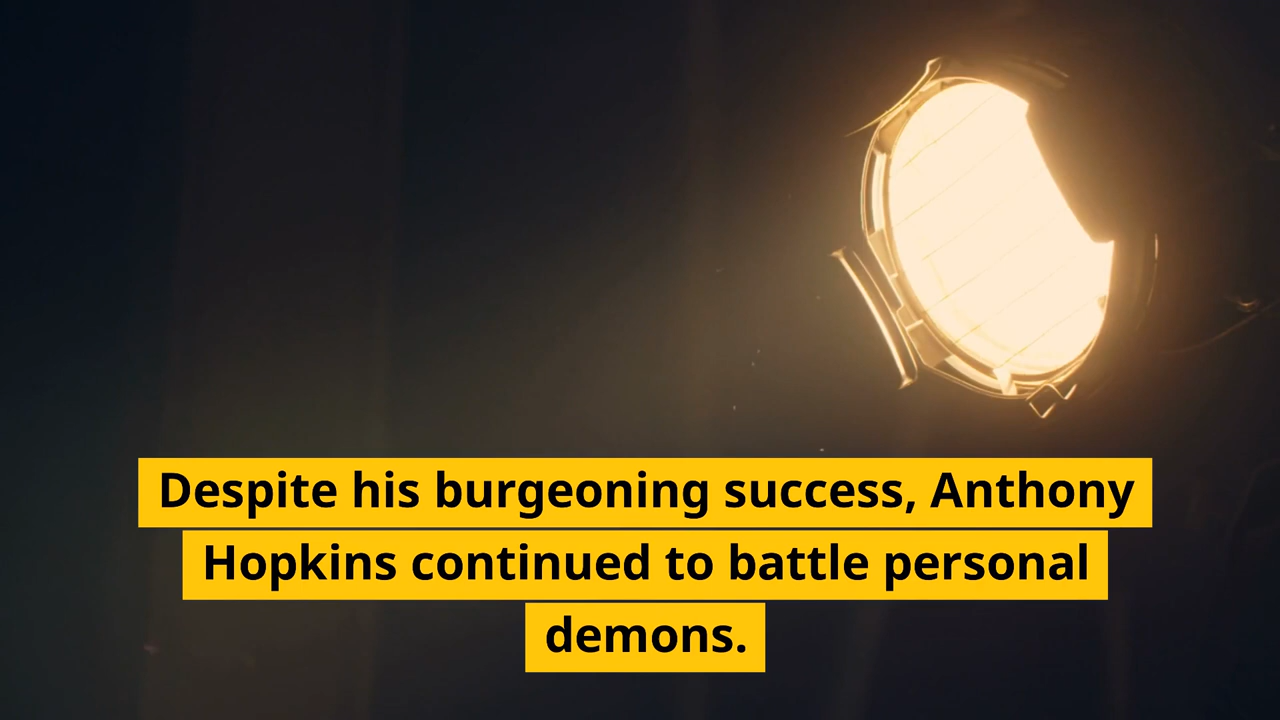 Despite his burgeoning success, Anthony
Hopkins continued to battle personal
demons.